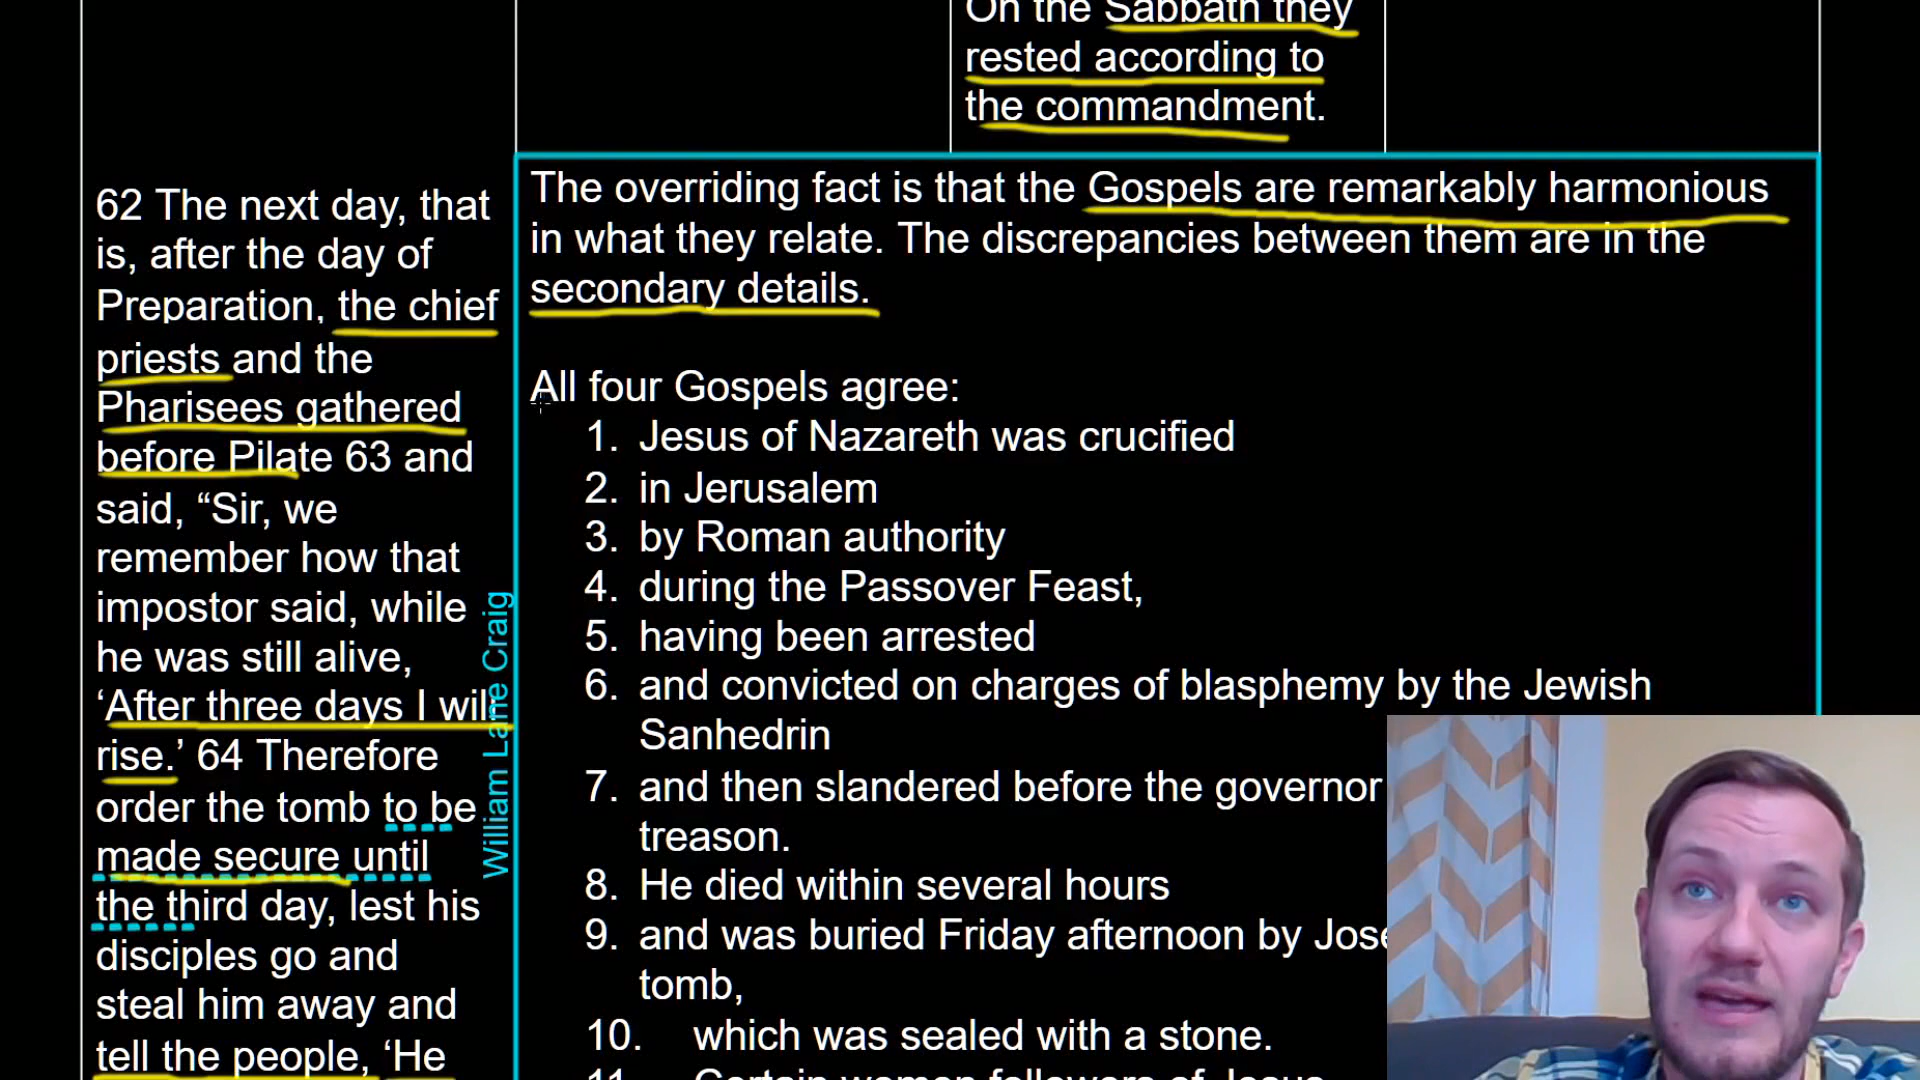 On the Sabbath they
rested according to
the commandment.
62 The next day, that
is, after the day of
Preparation, the chief
priests and the
Pharisees gathered
before Pilate 63 and
said, “Sir, we
remember how that
impostor said, while
he was still alive,
‘After three days I will
rise.’ 64 Therefore
order the tomb to be
made secure until
the third day, lest his
disciples go and
steal him away and
tell the people, ‘He
William Lane Craig
The overriding fact is that the Gospels are remarkably harmonious
in what they relate. The discrepancies between them are in the
secondary details.
All four Gospels agree:
1. Jesus of Nazareth was crucified
2. in Jerusalem
3. by Roman authority
4. during the Passover Feast,
5. having been arrested
6. and convicted on charges of blasphemy by the Jewish
Sanhedrin
7. and then slandered before the governor
treason.
8. He died within several hours
9. and was buried Friday afternoon by
tomb,
10. which was sealed with a stone.
11. Certain women followers of Jesus